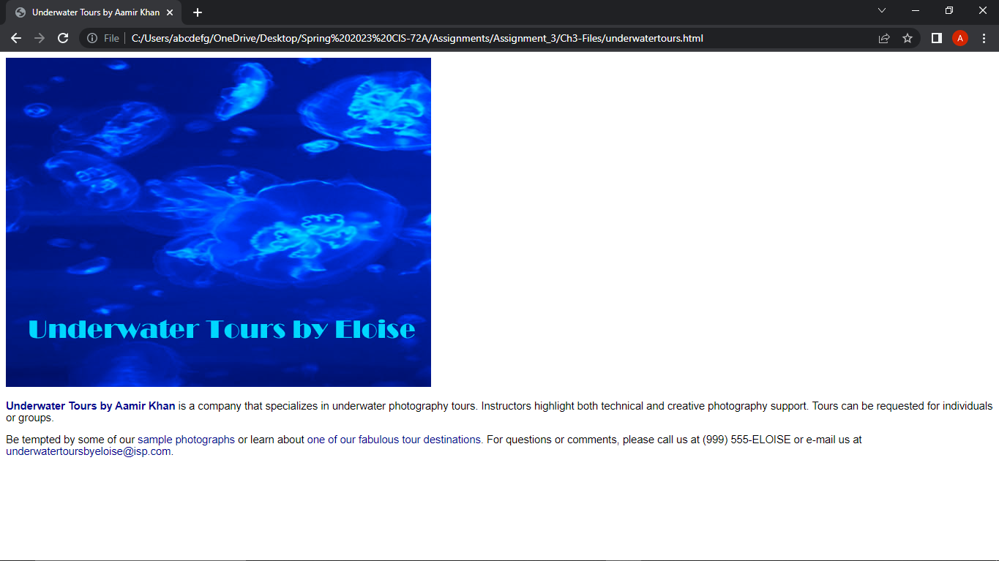 Underwater Tours by Aamir Khan
File
C:/Users/abcdefg/OneDrive/Desktop/Spring%202023%20CIS-72A/Assignments/Assignment_3/Ch3-Files/underwatertours.html
A
Underwater Tours by Eloise
Underwater Tours by Aamir Khan is a company that specializes in underwater photography tours. Instructors highlight both technical and creative photography support. Tours can be requested for individuals
or groups.
Be tempted by some of our sample photographs or learn about one of our fabulous tour destinations. For questions or comments, please call us at (999) 555-ELOISE or e-mail us at
underwatertoursbyeloise@isp.com.